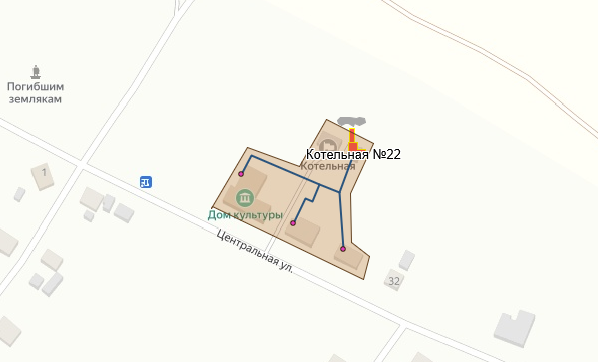 Погибшим
землякам
Котельная №22
Котельная
1
Дом культуры
Центральная ул.
32